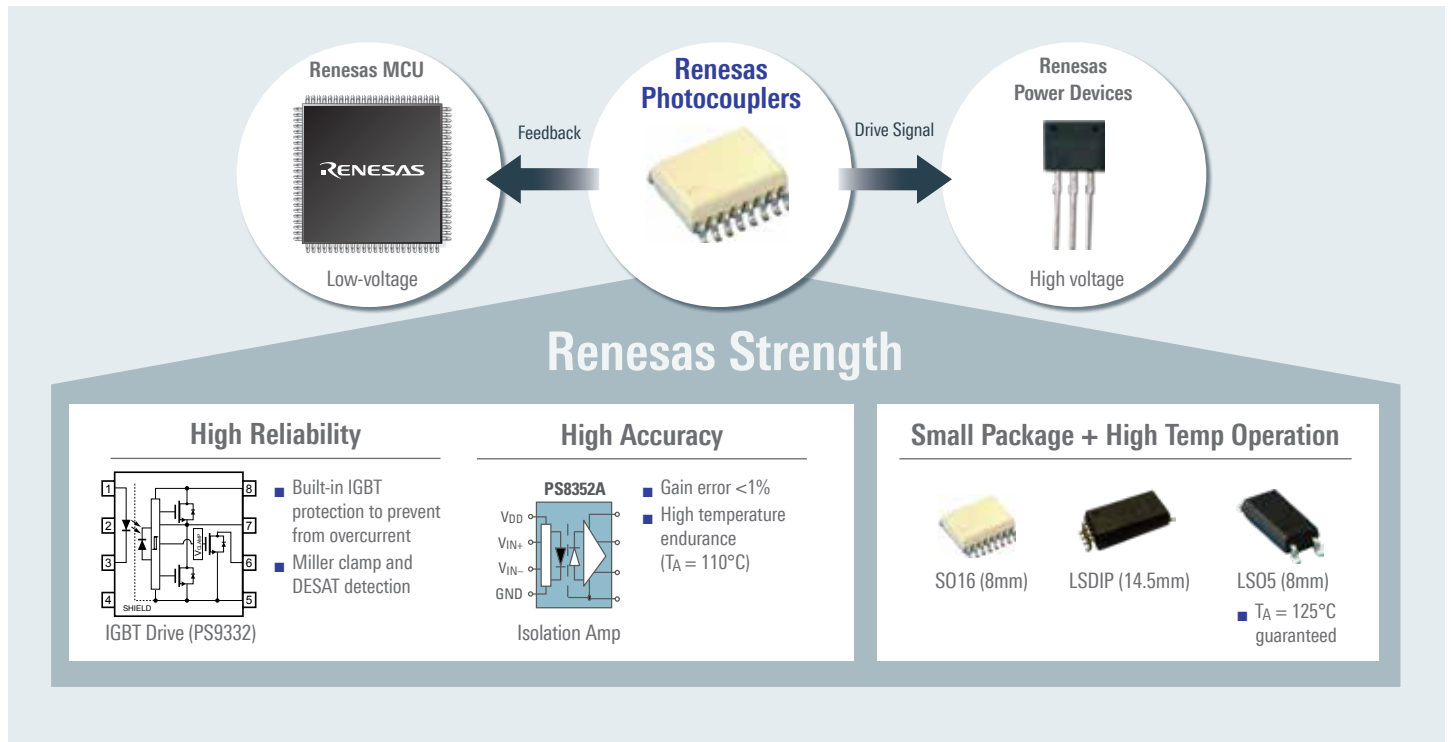 Renesas MCU
RENESAS
Low-voltage
Feedback
Renesas
Photocouplers
Drive Signal
Renesas
Power Devices
High voltage
Renesas Strength
High Reliability
1
2
3
4
8
7
6
5
SHIELD
IGBT Drive (PS9332)
■ Built-in IGBT
protection to prevent
from overcurrent
■ Miller clamp and
DESAT detection
High Accuracy
PS8352A
VDD
VIN+
VIN–
GND
Isolation Amp
■ Gain error <1%
■ High temperature
endurance
(TA = 110°C)
Small Package + High Temp Operation
SO16 (8mm)
LSDIP (14.5mm)
LSO5 (8mm)
■ TA = 125°C
guaranteed